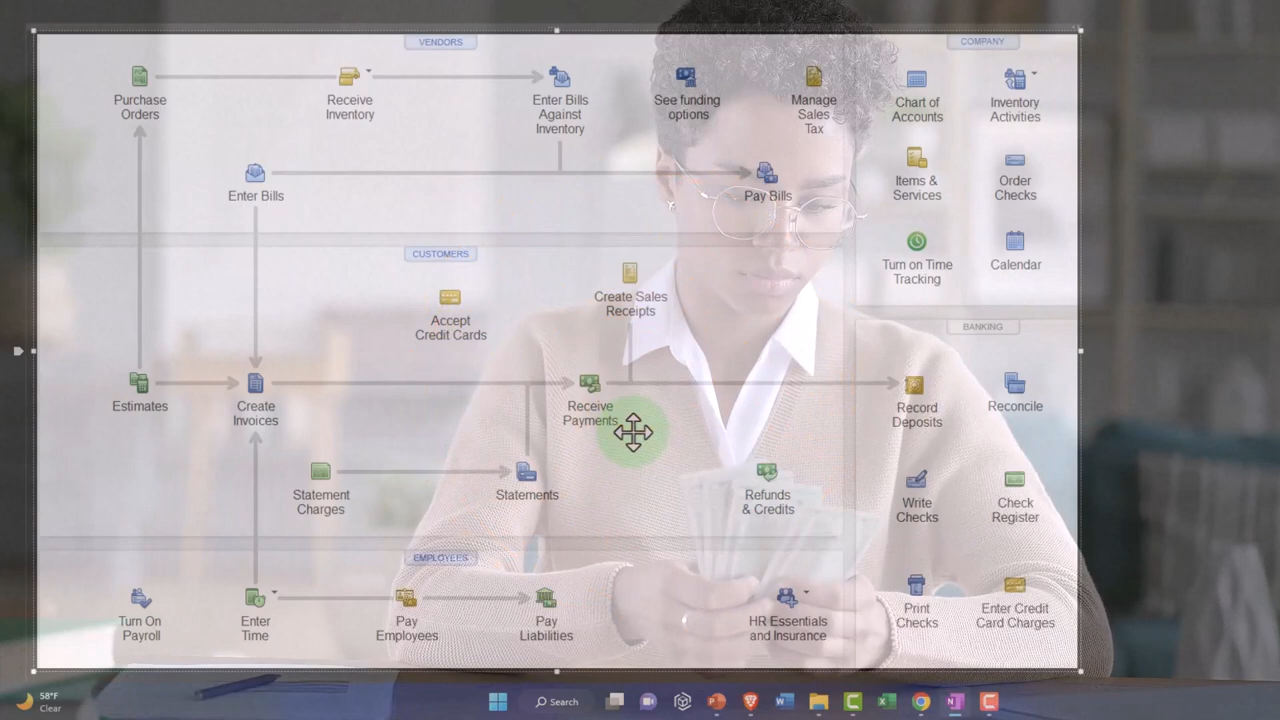 VENDORS
COMPANY
Purchase
Orders
Receive
Inventory
Enter Bills
Against
Inventory
See funding
options
Manage
Sales
Tax
Chart of
Accounts
Inventory
Activities
Enter Bills
Pay Bills
Items &
Services
Order
Checks
CUSTOMERS
Turn on Time
Tracking
Calendar
Accept
Credit Cards
Create Sales
Receipts
BANKING
Estimates
Create
Invoices
Receive
Payments
Record
Deposits
Reconcile
Statement
Charges
Statements
Refunds
& Credits
Write
Checks
Check
Register
EMPLOYEES
Turn On
Payroll
Enter
Time
Pay
Employees
Pay
Liabilities
HR Essentials
and Insurance
Print
Checks
Enter Credit
Card Charges
58°F
Clear
Search